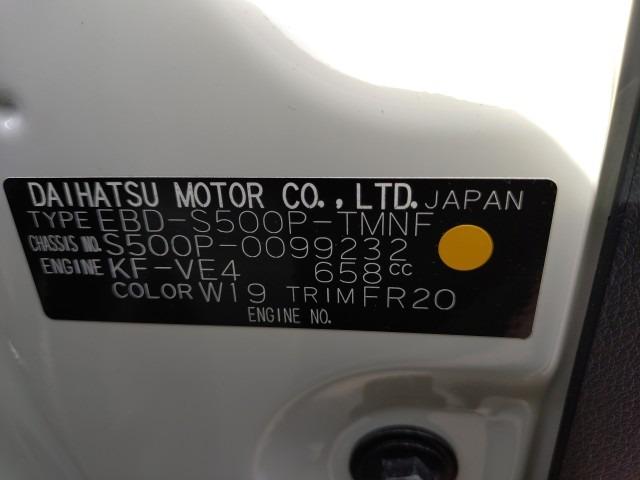 DAIHATSU MOTOR CO.,LTD. JAPAN
TYPE EBD-S500P-TMNF
CHASSIS NO. S500P-0099232
ENGINE KF-VE4 658cc
COLOR W19 TRIM FR20
ENGINE NO.